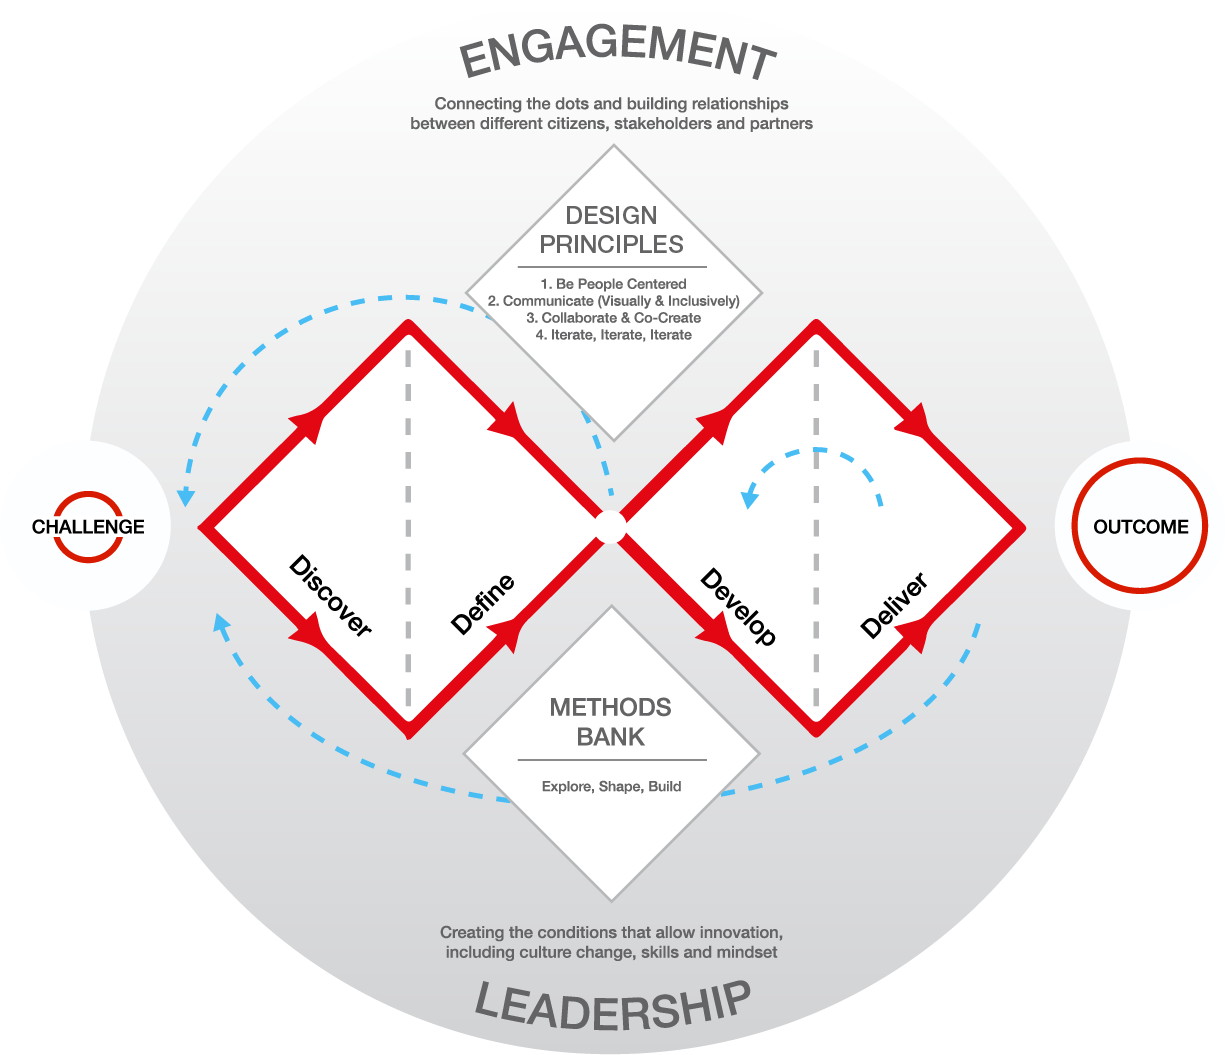 ENGAGEMENT
Connecting the dots and building relationships
between different citizens, stakeholders and partners
DESIGN
PRINCIPLES
1. Be People Centered
2. Communicate (Visually & Inclusively)
3. Collaborate & Co-Create
4. Iterate, Iterate, Iterate
CHALLENGE
OUTCOME
Discover
Define
Develop
Deliver
METHODS
BANK
Explore, Shape, Build
Creating the conditions that allow innovation,
including culture change, skills and mindset
LEADERSHIP